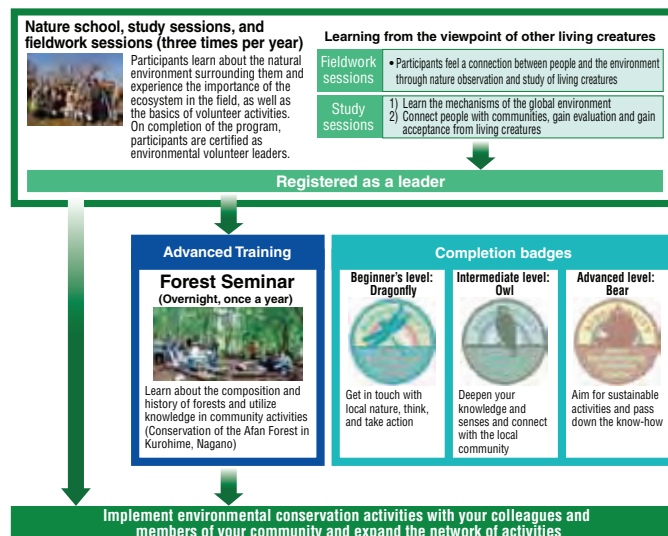 Nature school, study sessions, and
fieldwork sessions (three times per year)
Participants learn about the natural
environment surrounding them and
experience the importance of the
ecosystem in the field, as well as
the basics of volunteer activities.
On completion of the program,
participants are certified as
environmental volunteer leaders.
Learning from the viewpoint of other living creatures
Fieldwork
sessions
• Participants feel a connection between people and the environment
through nature observation and study of living creatures
Study
sessions
1) Learn the mechanisms of the global environment
2) Connect people with communities, gain evaluation and gain
acceptance from living creatures
Registered as a leader
Advanced Training
Forest Seminar
(Overnight, once a year)
Learn about the composition and
history of forests and utilize
knowledge in community activities
(Conservation of the Afan Forest in
Kurohime, Nagano)
Completion badges
Beginner's level:
Dragonfly
Get in touch with
local nature, think,
and take action
Intermediate level:
Owl
Deepen your
knowledge and
senses and connect
with the local
community
Advanced level:
Bear
Aim for sustainable
activities and pass
down the know-how
Implement environmental conservation activities with your colleagues and
members of your community and expand the network of activities